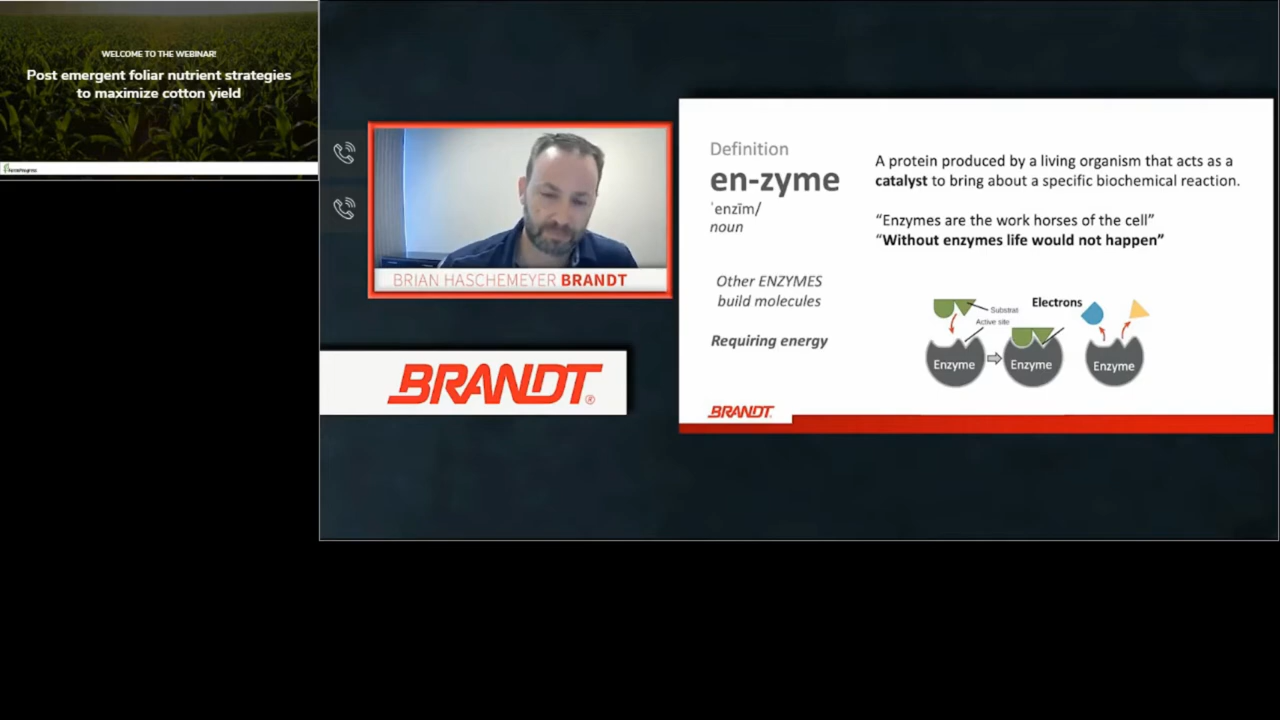 WELCOME TO THE WEBINAR!
Post emergent foliar nutrient strategies
to maximize cotton yield
BRIAN HASCHEMEYER BRANDT
BRANDT®
Definition
en-zyme
ˈenzīm/
noun
A protein produced by a living organism that acts as a
catalyst to bring about a specific biochemical reaction.
“Enzymes are the work horses of the cell”
“Without enzymes life would not happen”
Other ENZYMES
build molecules
Requiring energy
Electrons
Substrat
Active site
Enzyme
Enzyme
Enzyme
BRANDT